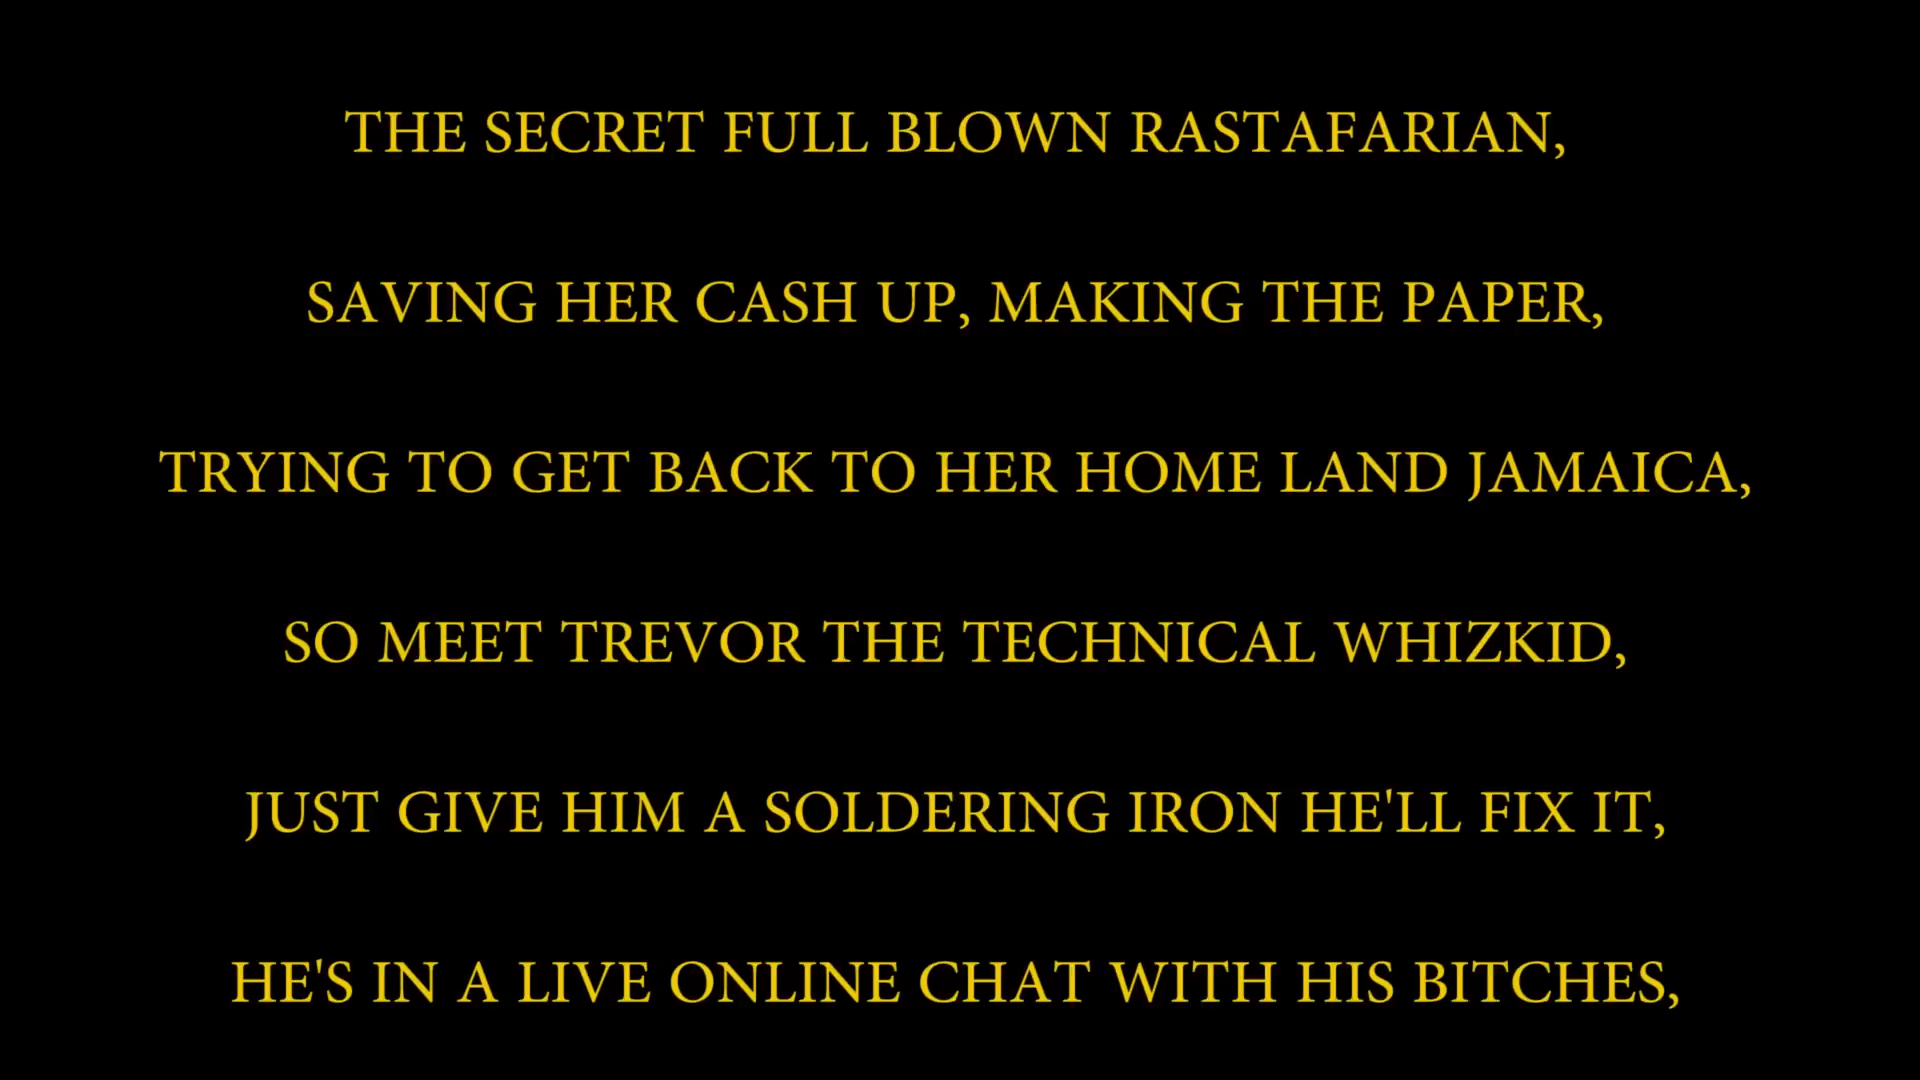 THE SECRET FULL BLOWN RASTAFARIAN,
SAVING HER CASH UP, MAKING THE PAPER,
TRYING TO GET BACK TO HER HOME LAND JAMAICA,
SO MEET TREVOR THE TECHNICAL WHIZKID,
JUST GIVE HIM A SOLDERING IRON HE'LL FIX IT,
HE'S IN A LIVE ONLINE CHAT WITH HIS BITCHES,